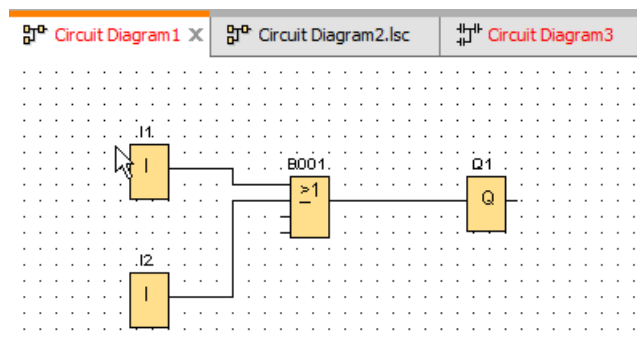 Circuit Diagram1 X Circuit Diagram2.lsc Circuit Diagram3
I1
I
B001
≥1
Q1
Q
I2
I